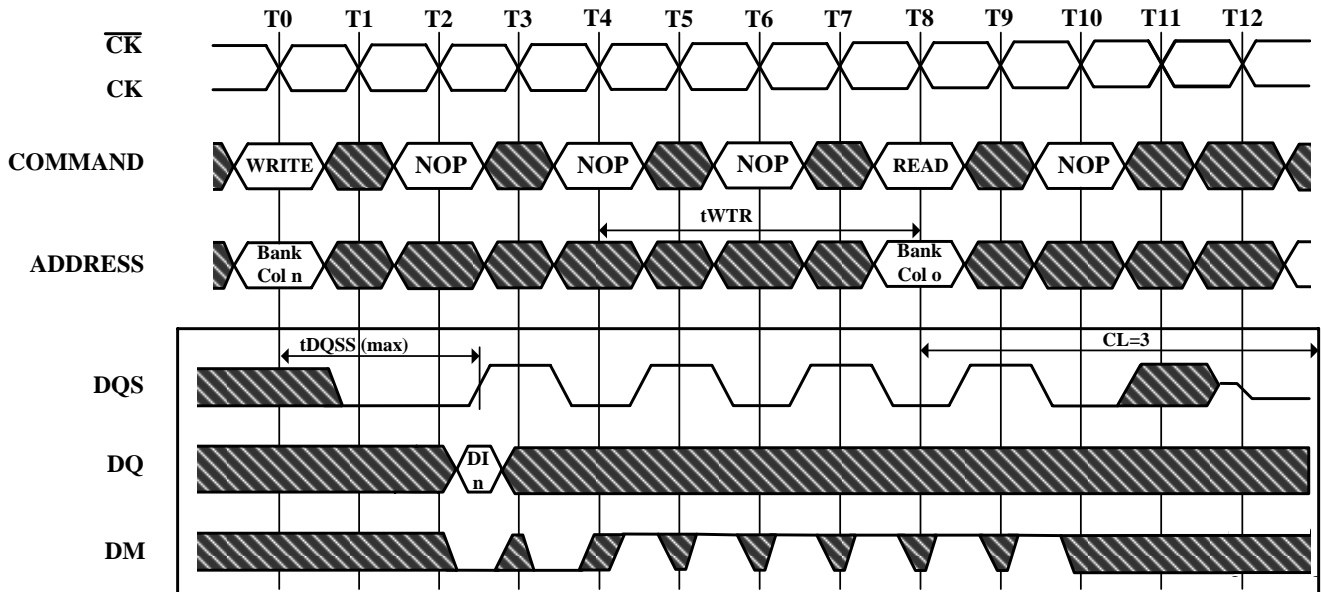 T0 T1 T2 T3 T4 T5 T6 T7 T8 T9 T10 T11 T12
CK
CK
COMMAND WRITE NOP NOP NOP READ NOP
tWTR
ADDRESS Bank Col n Bank Col o
tDQSS (max) CL=3
DQS
DQ DI n
DM